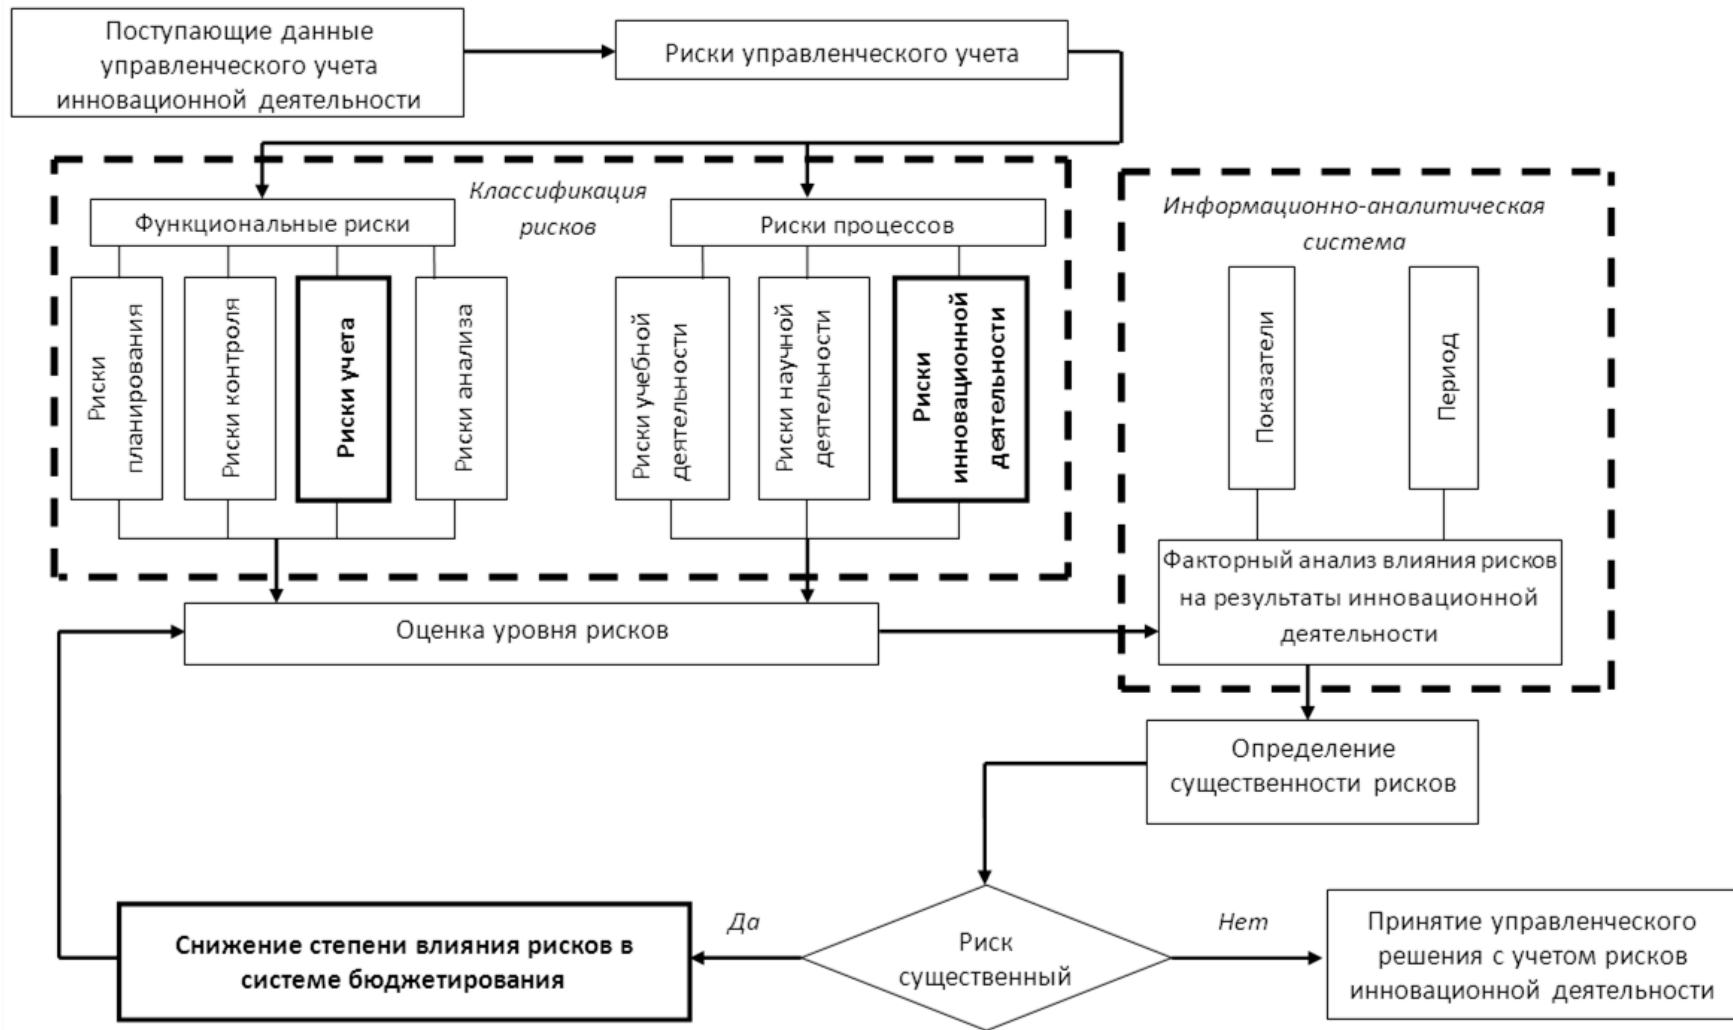 Поступающие данные
управленческого учета
инновационной деятельности
Риски управленческого учета
Классификация
рисков
Функциональные риски
Риски процессов
Риски
планирования
Риски контроля
Риски учета
Риски анализа
Риски учебной
деятельности
Риски научной
деятельности
Риски
инновационной
деятельности
Информационно-аналитическая
система
Показатели
Период
Факторный анализ влияния рисков
на результаты инновационной
деятельности
Оценка уровня рисков
Определение
существенности рисков
Риск
существенный
Да
Нет
Снижение степени влияния рисков в
системе бюджетирования
Принятие управленческого
решения с учетом рисков
инновационной деятельности